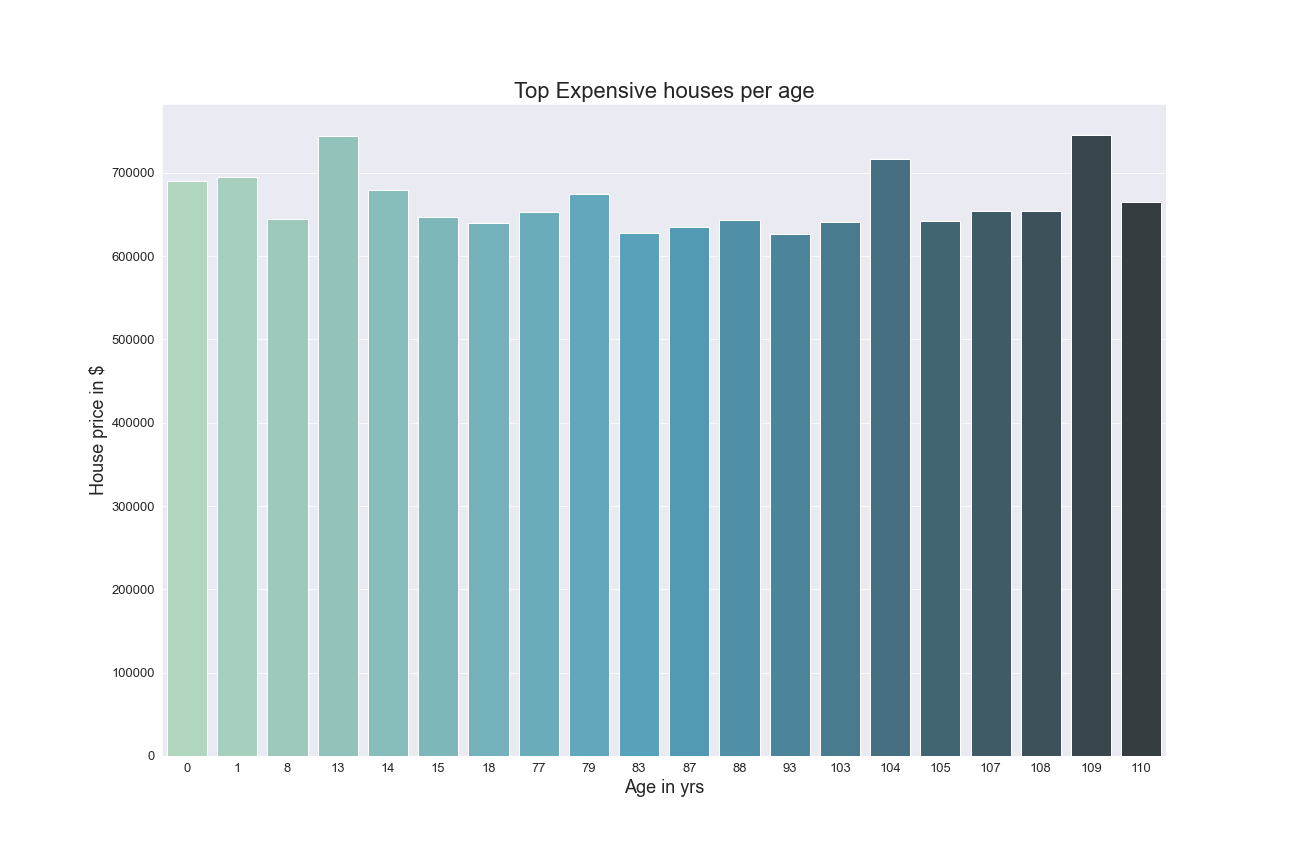 Top Expensive houses per age
700000
600000
500000
400000
300000
200000
100000
0
House price in $
0 1 8 13 14 15 18 77 79 83 87 88 93 103 104 105 107 108 109 110
Age in yrs